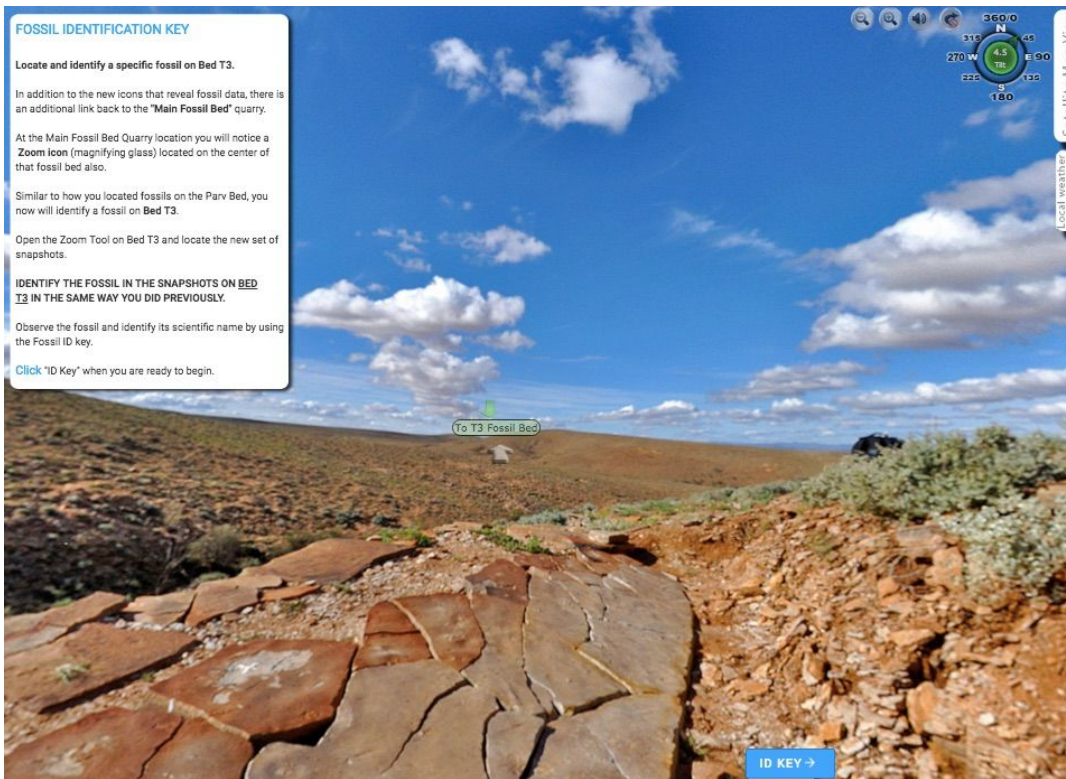 FOSSIL IDENTIFICATION KEY
Locate and identify a specific fossil on Bed T3.
In addition to the new icons that reveal fossil data, there is
an additional link back to the "Main Fossil Bed" quarry.
At the Main Fossil Bed Quarry location you will notice a
Zoom icon (magnifying glass) located on the center of
that fossil bed also.
Similar to how you located fossils on the Parv Bed, you
now will identify a fossil on Bed T3.
Open the Zoom Tool on Bed T3 and locate the new set of
snapshots.
IDENTIFY THE FOSSIL IN THE SNAPSHOTS ON BED
T3 IN THE SAME WAY YOU DID PREVIOUSLY.
Observe the fossil and identify its scientific name by using
the Fossil ID key.
Click "ID Key" when you are ready to begin.
360/0
N
315 45
270 W E 90
4.5
Tilt
225 135
S
180
Local weather
To T3 Fossil Bed
ID KEY →